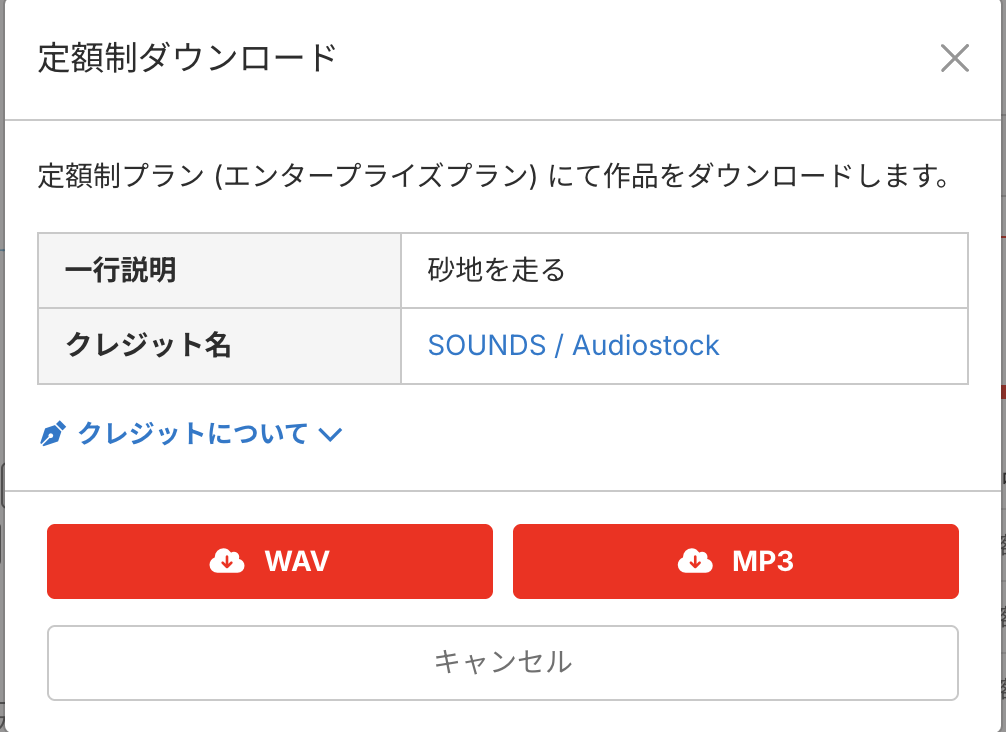 定額制ダウンロード
定額制プラン (エンタープライズプラン) にて作品をダウンロードします。
一行説明
砂地を走る
クレジット名
SOUNDS / Audiostock
クレジットについて
WAV
MP3
キャンセル